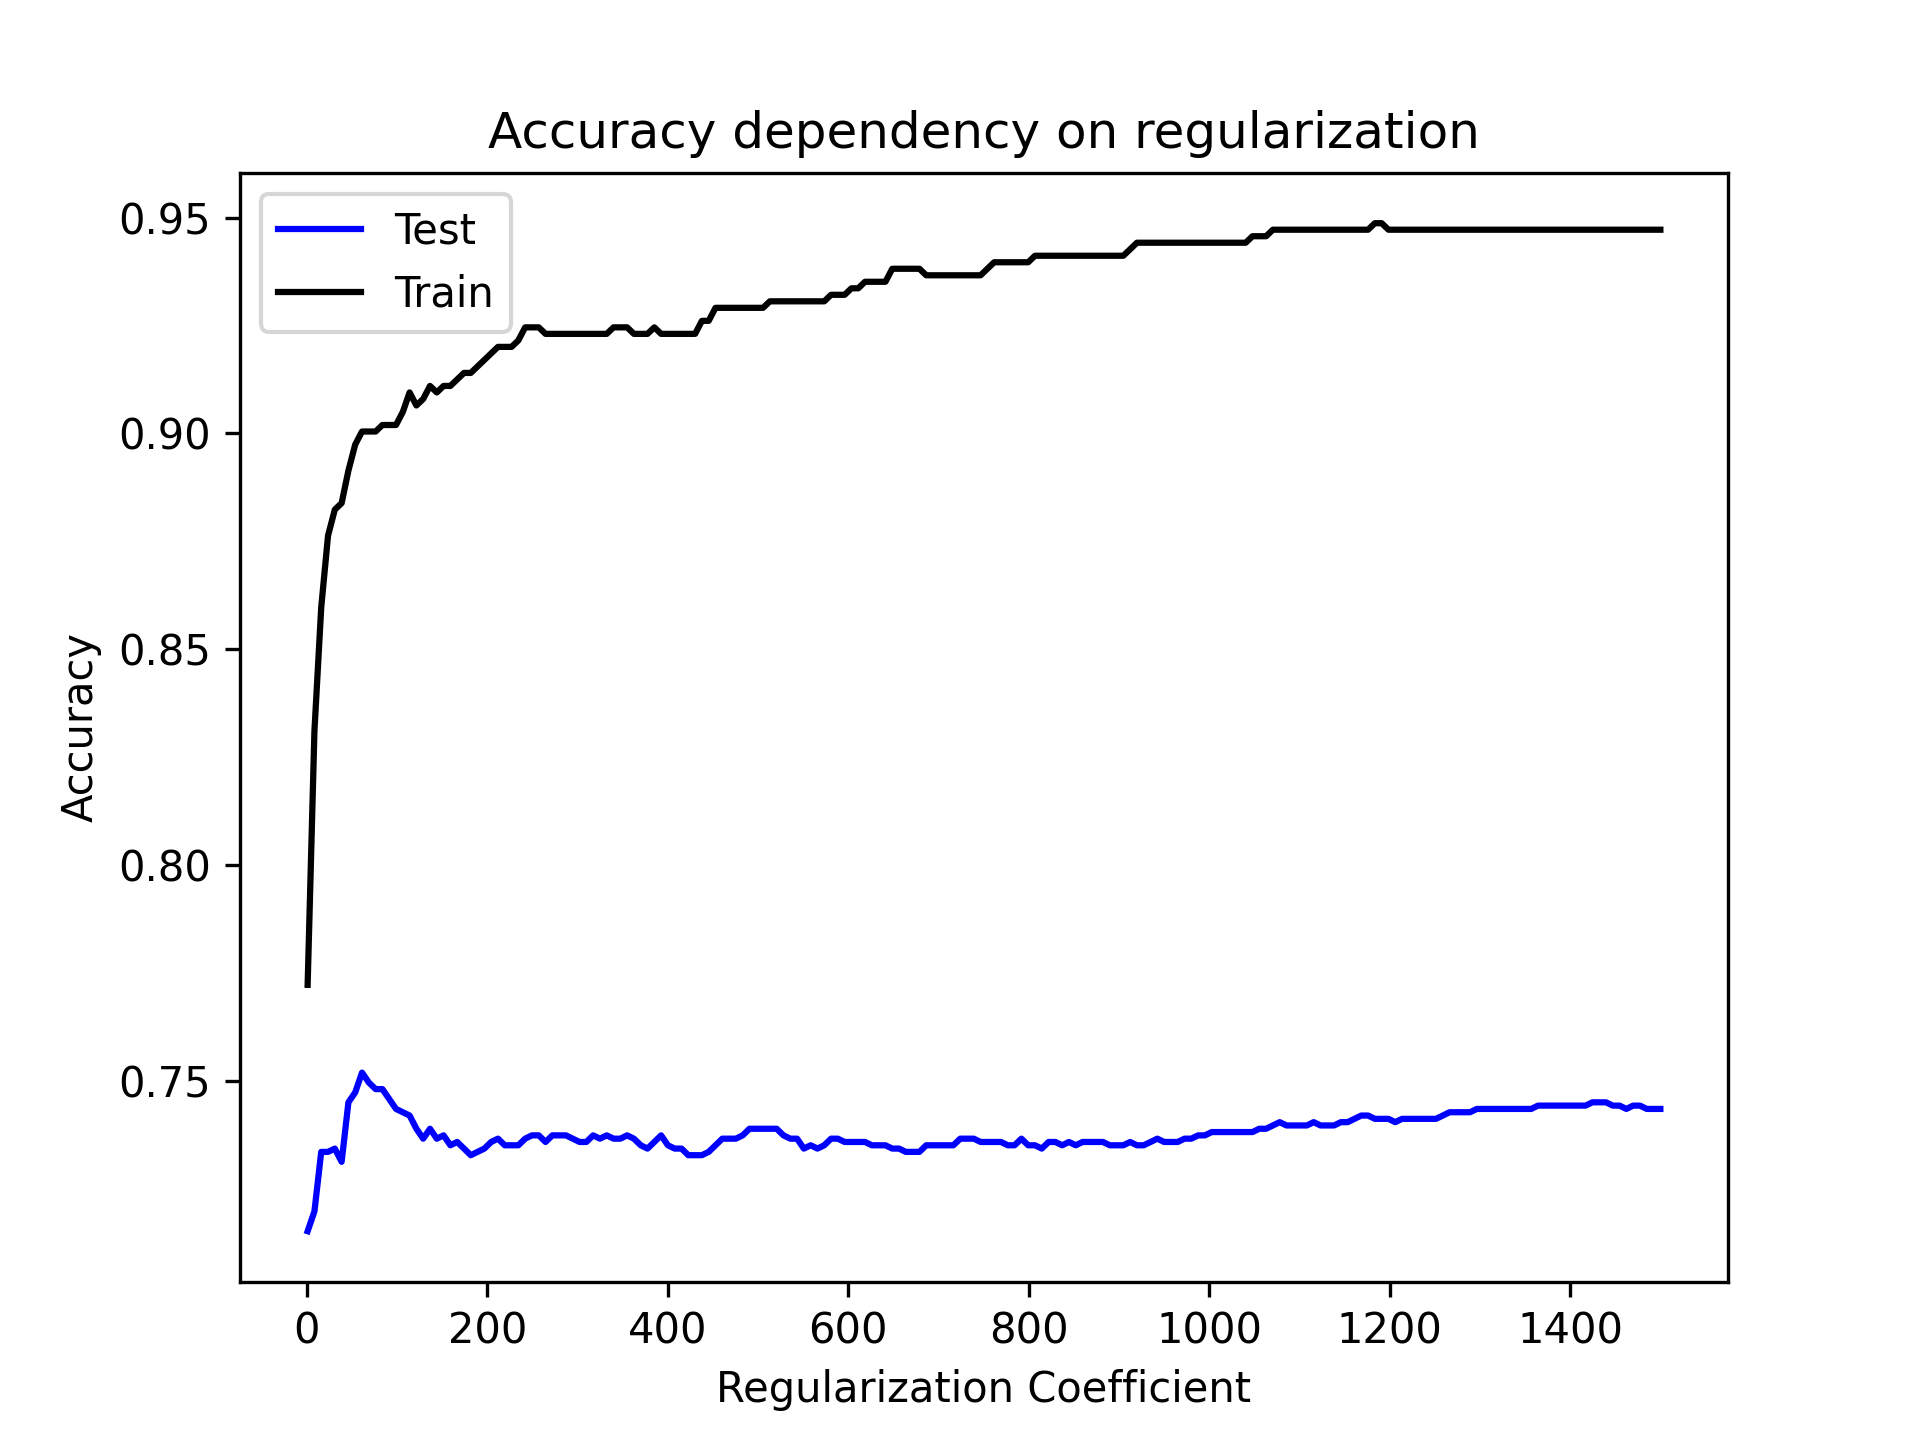 Accuracy dependency on regularization
Test
Train
0.95
0.90
0.85
0.80
0.75
Accuracy
0 200 400 600 800 1000 1200 1400
Regularization Coefficient